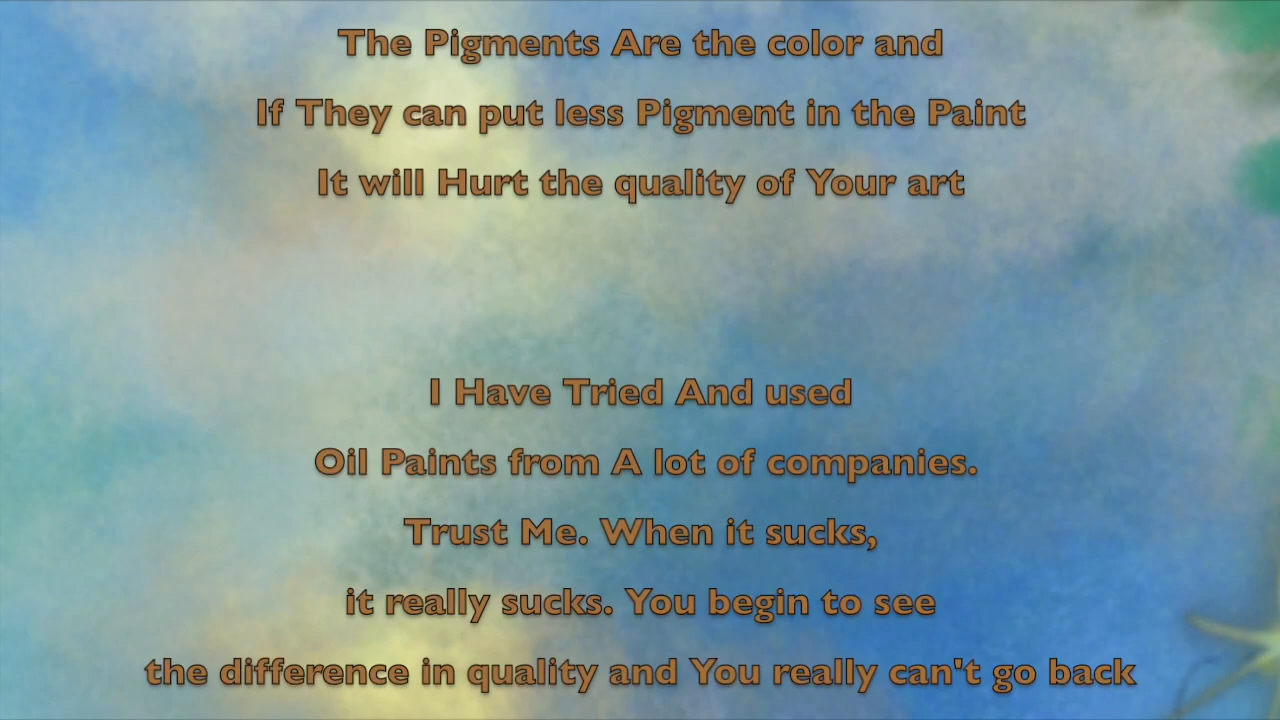 The Pigments Are the color and
If They can put less Pigment in the Paint
It will Hurt the quality of Your art
I Have Tried And used
Oil Paints from A lot of companies.
Trust Me. When it sucks,
it really sucks. You begin to see
the difference in quality and You really can't go back